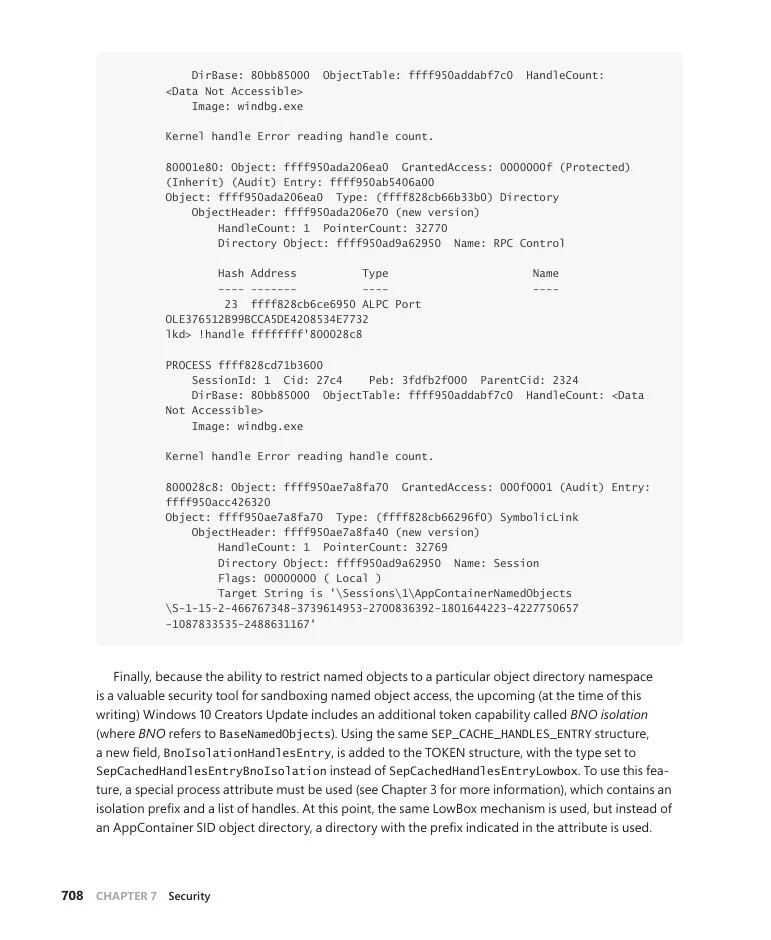 DirBase: 80bb85000 ObjectTable: ffff950addabf7c0 HandleCount:
<Data Not Accessible>
Image: windbg.exe
Kernel handle Error reading handle count.
80001e80: Object: ffff950ada206ea0 GrantedAccess: 0000000f (Protected)
(Inherit) (Audit) Entry: ffff950ab5406a00
Object: ffff950ada206ea0 Type: (ffff828cb66b33b0) Directory
ObjectHeader: ffff950ada206e70 (new version)
HandleCount: 1 PointerCount: 32770
Directory Object: ffff950ad9a62950 Name: RPC Control
Hash Address Type Name
---- ------- ---- ----
23 ffff828cb6ce6950 ALPC Port
OLE376512B99BCCA5DE4208534E7732
lkd> !handle ffffffff'800028c8
PROCESS ffff828cd71b3600
SessionId: 1 Cid: 27c4 Peb: 3fdfb2f000 ParentCid: 2324
DirBase: 80bb85000 ObjectTable: ffff950addabf7c0 HandleCount: <Data
Not Accessible>
Image: windbg.exe
Kernel handle Error reading handle count.
800028c8: Object: ffff950ae7a8fa70 GrantedAccess: 000f0001 (Audit) Entry:
ffff950acc426320
Object: ffff950ae7a8fa70 Type: (ffff828cb66296f0) SymbolicLink
ObjectHeader: ffff950ae7a8fa40 (new version)
HandleCount: 1 PointerCount: 32769
Directory Object: ffff950ad9a62950 Name: Session
Flags: 00000000 ( Local )
Target String is '\Sessions\1\AppContainerNamedObjects
\S-1-15-2-466767348-3739614953-2700836392-1801644223-4227750657
-1087833535-2488631167'
Finally, because the ability to restrict named objects to a particular object directory namespace
is a valuable security tool for sandboxing named object access, the upcoming (at the time of this
writing) Windows 10 Creators Update includes an additional token capability called BNO isolation
(where BNO refers to BaseNamedObjects). Using the same SEP_CACHE_HANDLES_ENTRY structure,
a new field, BnoIsolationHandlesEntry, is added to the TOKEN structure, with the type set to
SepCachedHandlesEntryBnoIsolation instead of SepCachedHandlesEntryLowbox. To use this fea-
ture, a special process attribute must be used (see Chapter 3 for more information), which contains an
isolation prefix and a list of handles. At this point, the same LowBox mechanism is used, but instead of
an AppContainer SID object directory, a directory with the prefix indicated in the attribute is used.
708 CHAPTER 7 Security